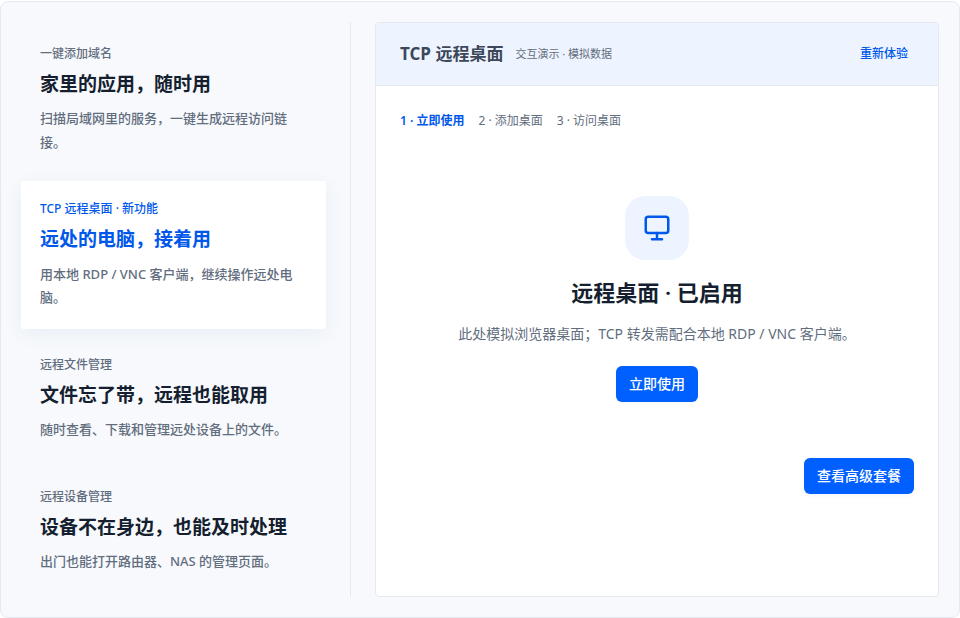 一键添加域名
家里的应用，随时用
扫描局域网里的服务，一键生成远程访问链
接。
TCP 远程桌面 · 新功能
远处的电脑，接着用
用本地 RDP / VNC 客户端，继续操作远处电
脑。
远程文件管理
文件忘了带，远程也能取用
随时查看、下载和管理远处设备上的文件。
远程设备管理
设备不在身边，也能及时处理
出门也能打开路由器、NAS 的管理页面。
TCP 远程桌面 交互演示 · 模拟数据 重新体验
1 · 立即使用 2 · 添加桌面 3 · 访问桌面
远程桌面 · 已启用
此处模拟浏览器桌面；TCP 转发需配合本地 RDP / VNC 客户端。
立即使用
查看高级套餐